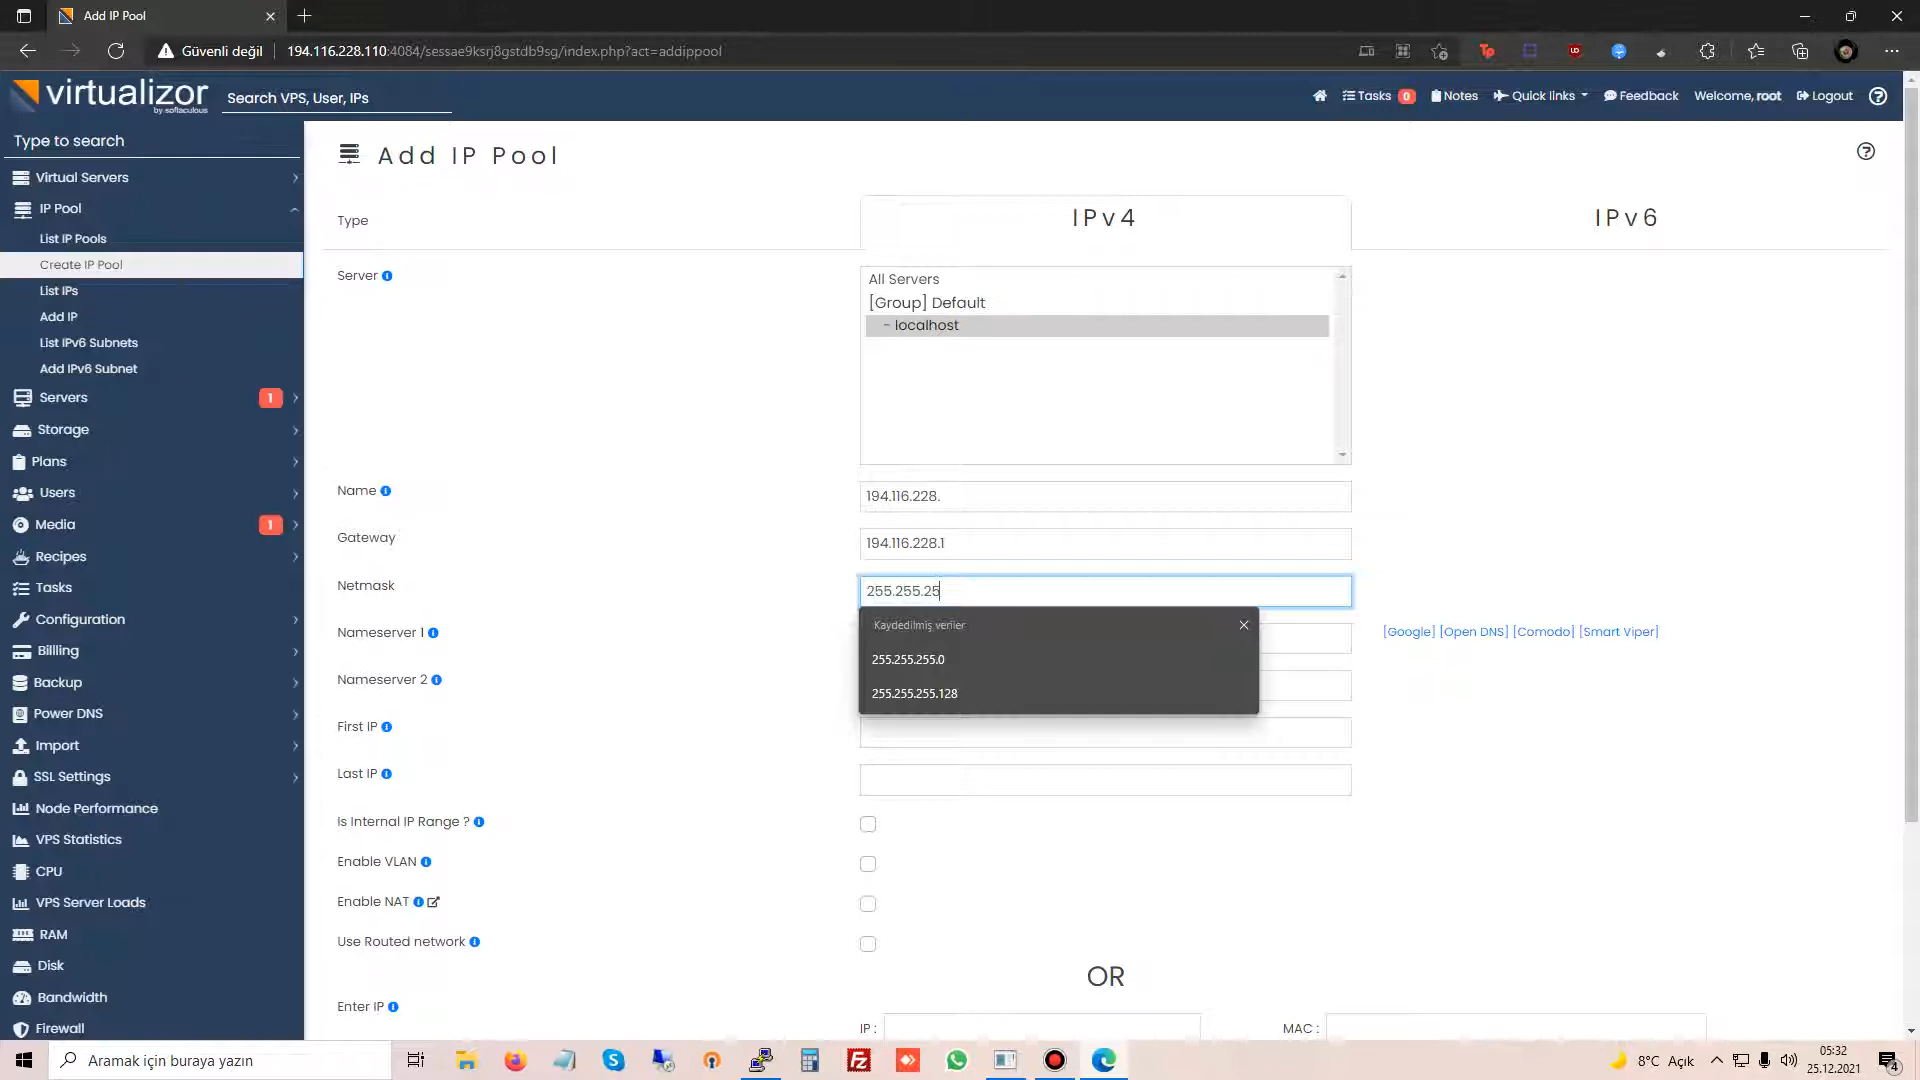 Add IP Pool
Güvenli değil
194.116.228.110:4084/sessae9ksrj8gstdb9sg/index.php?act=addippool
virtualizor
by softaculous
Search VPS, User, IPs
Tasks 0
Notes
Quick links
Feedback
Welcome, root
Logout
Type to search
Virtual Servers
IP Pool
List IP Pools
Create IP Pool
List IPs
Add IP
List IPv6 Subnets
Add IPv6 Subnet
Servers 1
Storage
Plans
Users
Media 1
Recipes
Tasks
Configuration
Billling
Backup
Power DNS
Import
SSL Settings
Node Performance
VPS Statistics
CPU
VPS Server Loads
RAM
Disk
Bandwidth
Firewall
Add IP Pool
Type
IPv4
IPv6
Server
All Servers
[Group] Default
- localhost
Name
194.116.228.
Gateway
194.116.228.1
Netmask
255.255.25
Kaydedilmiş veriler
255.255.255.0
255.255.255.128
Nameserver 1
[Google] [Open DNS] [Comodo] [Smart Viper]
Nameserver 2
First IP
Last IP
Is Internal IP Range ?
Enable VLAN
Enable NAT
Use Routed network
OR
Enter IP
IP :
MAC :
Aramak için buraya yazın
8°C Açık
05:32
25.12.2021
4